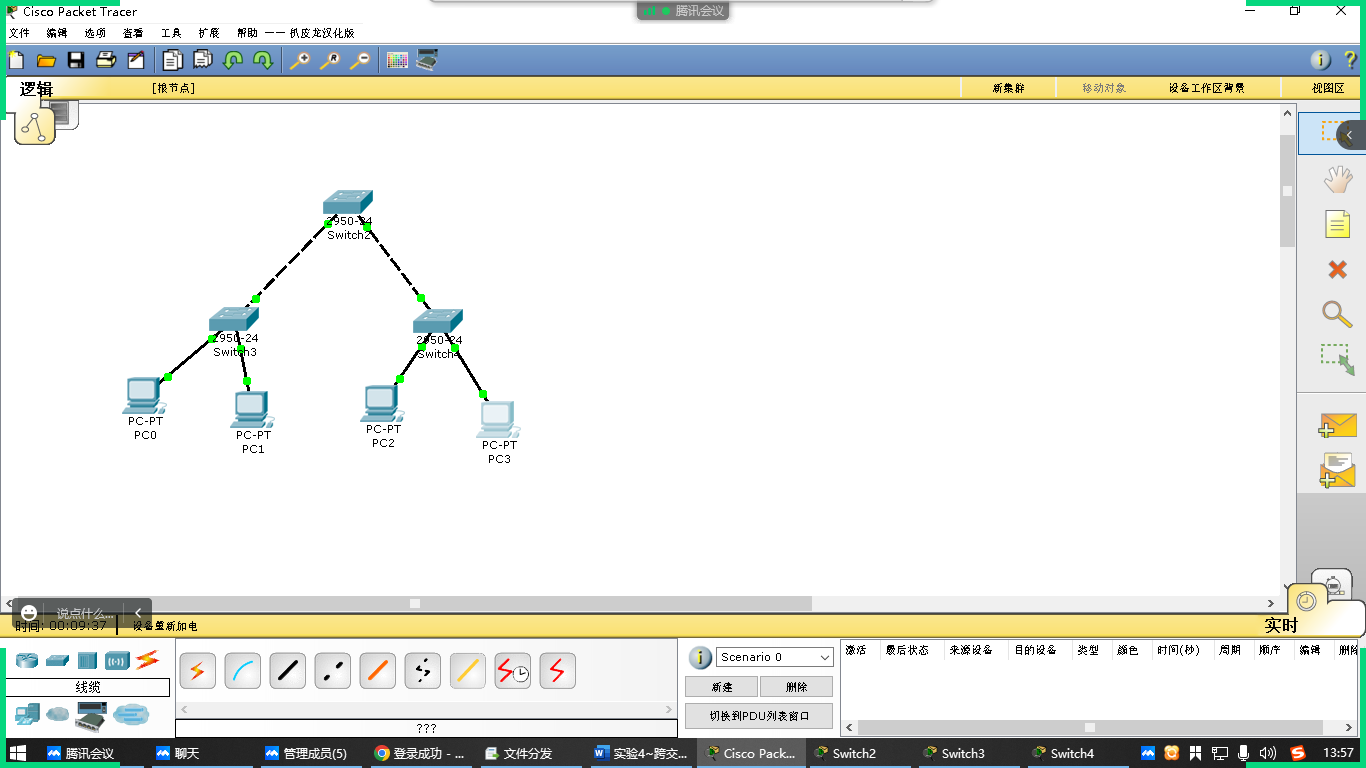 Cisco Packet Tracer
腾讯会议
文件 编辑 选项 查看 工具 扩展 帮助 一一 扒皮龙汉化版
逻辑 [根节点] 新集群 移动对象 设备工作区背景 视图区
2950-24
Switch2
2950-24
Switch3
2950-24
Switch4
PC-PT
PC0
PC-PT
PC1
PC-PT
PC2
PC-PT
PC3
说点什么...
时间: 00:09:37 设备重新加电 实时
Scenario 0
激活 最后状态 来源设备 目的设备 类型 颜色 时间(秒) 周期 顺序 编辑 删除
线缆
新建 删除
切换到PDU列表窗口
???
腾讯会议 聊天 管理成员(5) 登录成功 - ... 文件分发 实验4~跨交... Cisco Pack... Switch2 Switch3 Switch4 13:57